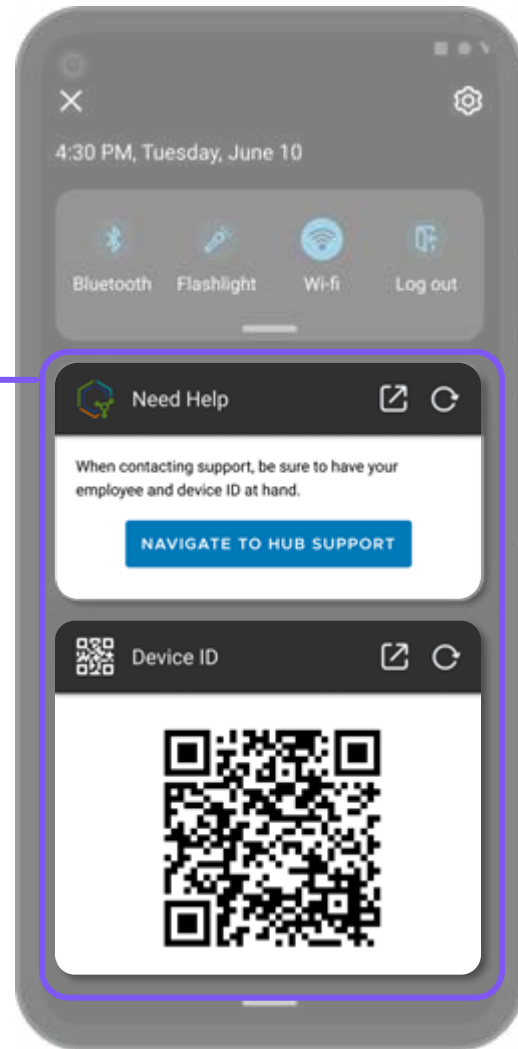 4:30 PM, Tuesday, June 10
Bluetooth Flashlight Wi-fi Log out
Need Help
When contacting support, be sure to have your
employee and device ID at hand.
NAVIGATE TO HUB SUPPORT
Device ID